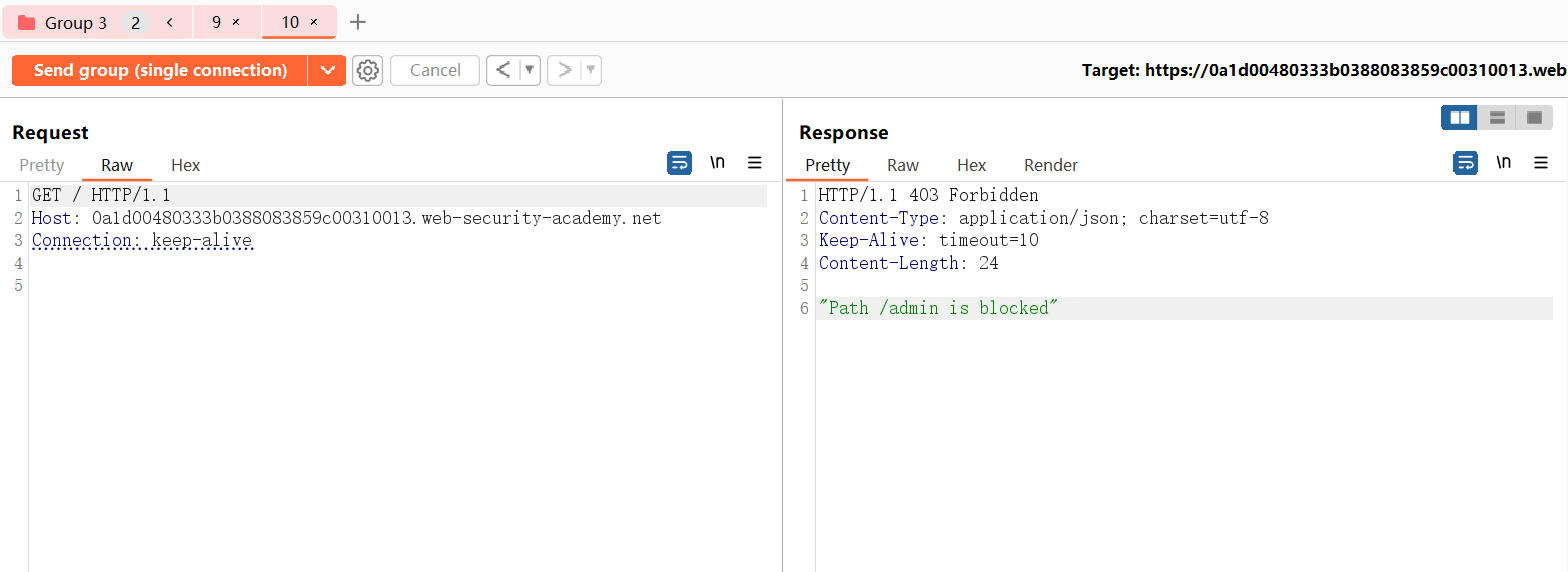 Group 3 2 < 9 × 10 × +
Send group (single connection) Cancel < > Target: https://0a1d00480333b0388083859c00310013.web
Request
Pretty Raw Hex \n
1 GET / HTTP/1.1
2 Host: 0a1d00480333b0388083859c00310013.web-security-academy.net
3 Connection: keep-alive
4
5
Response
Pretty Raw Hex Render \n
1 HTTP/1.1 403 Forbidden
2 Content-Type: application/json; charset=utf-8
3 Keep-Alive: timeout=10
4 Content-Length: 24
5
6 "Path /admin is blocked"